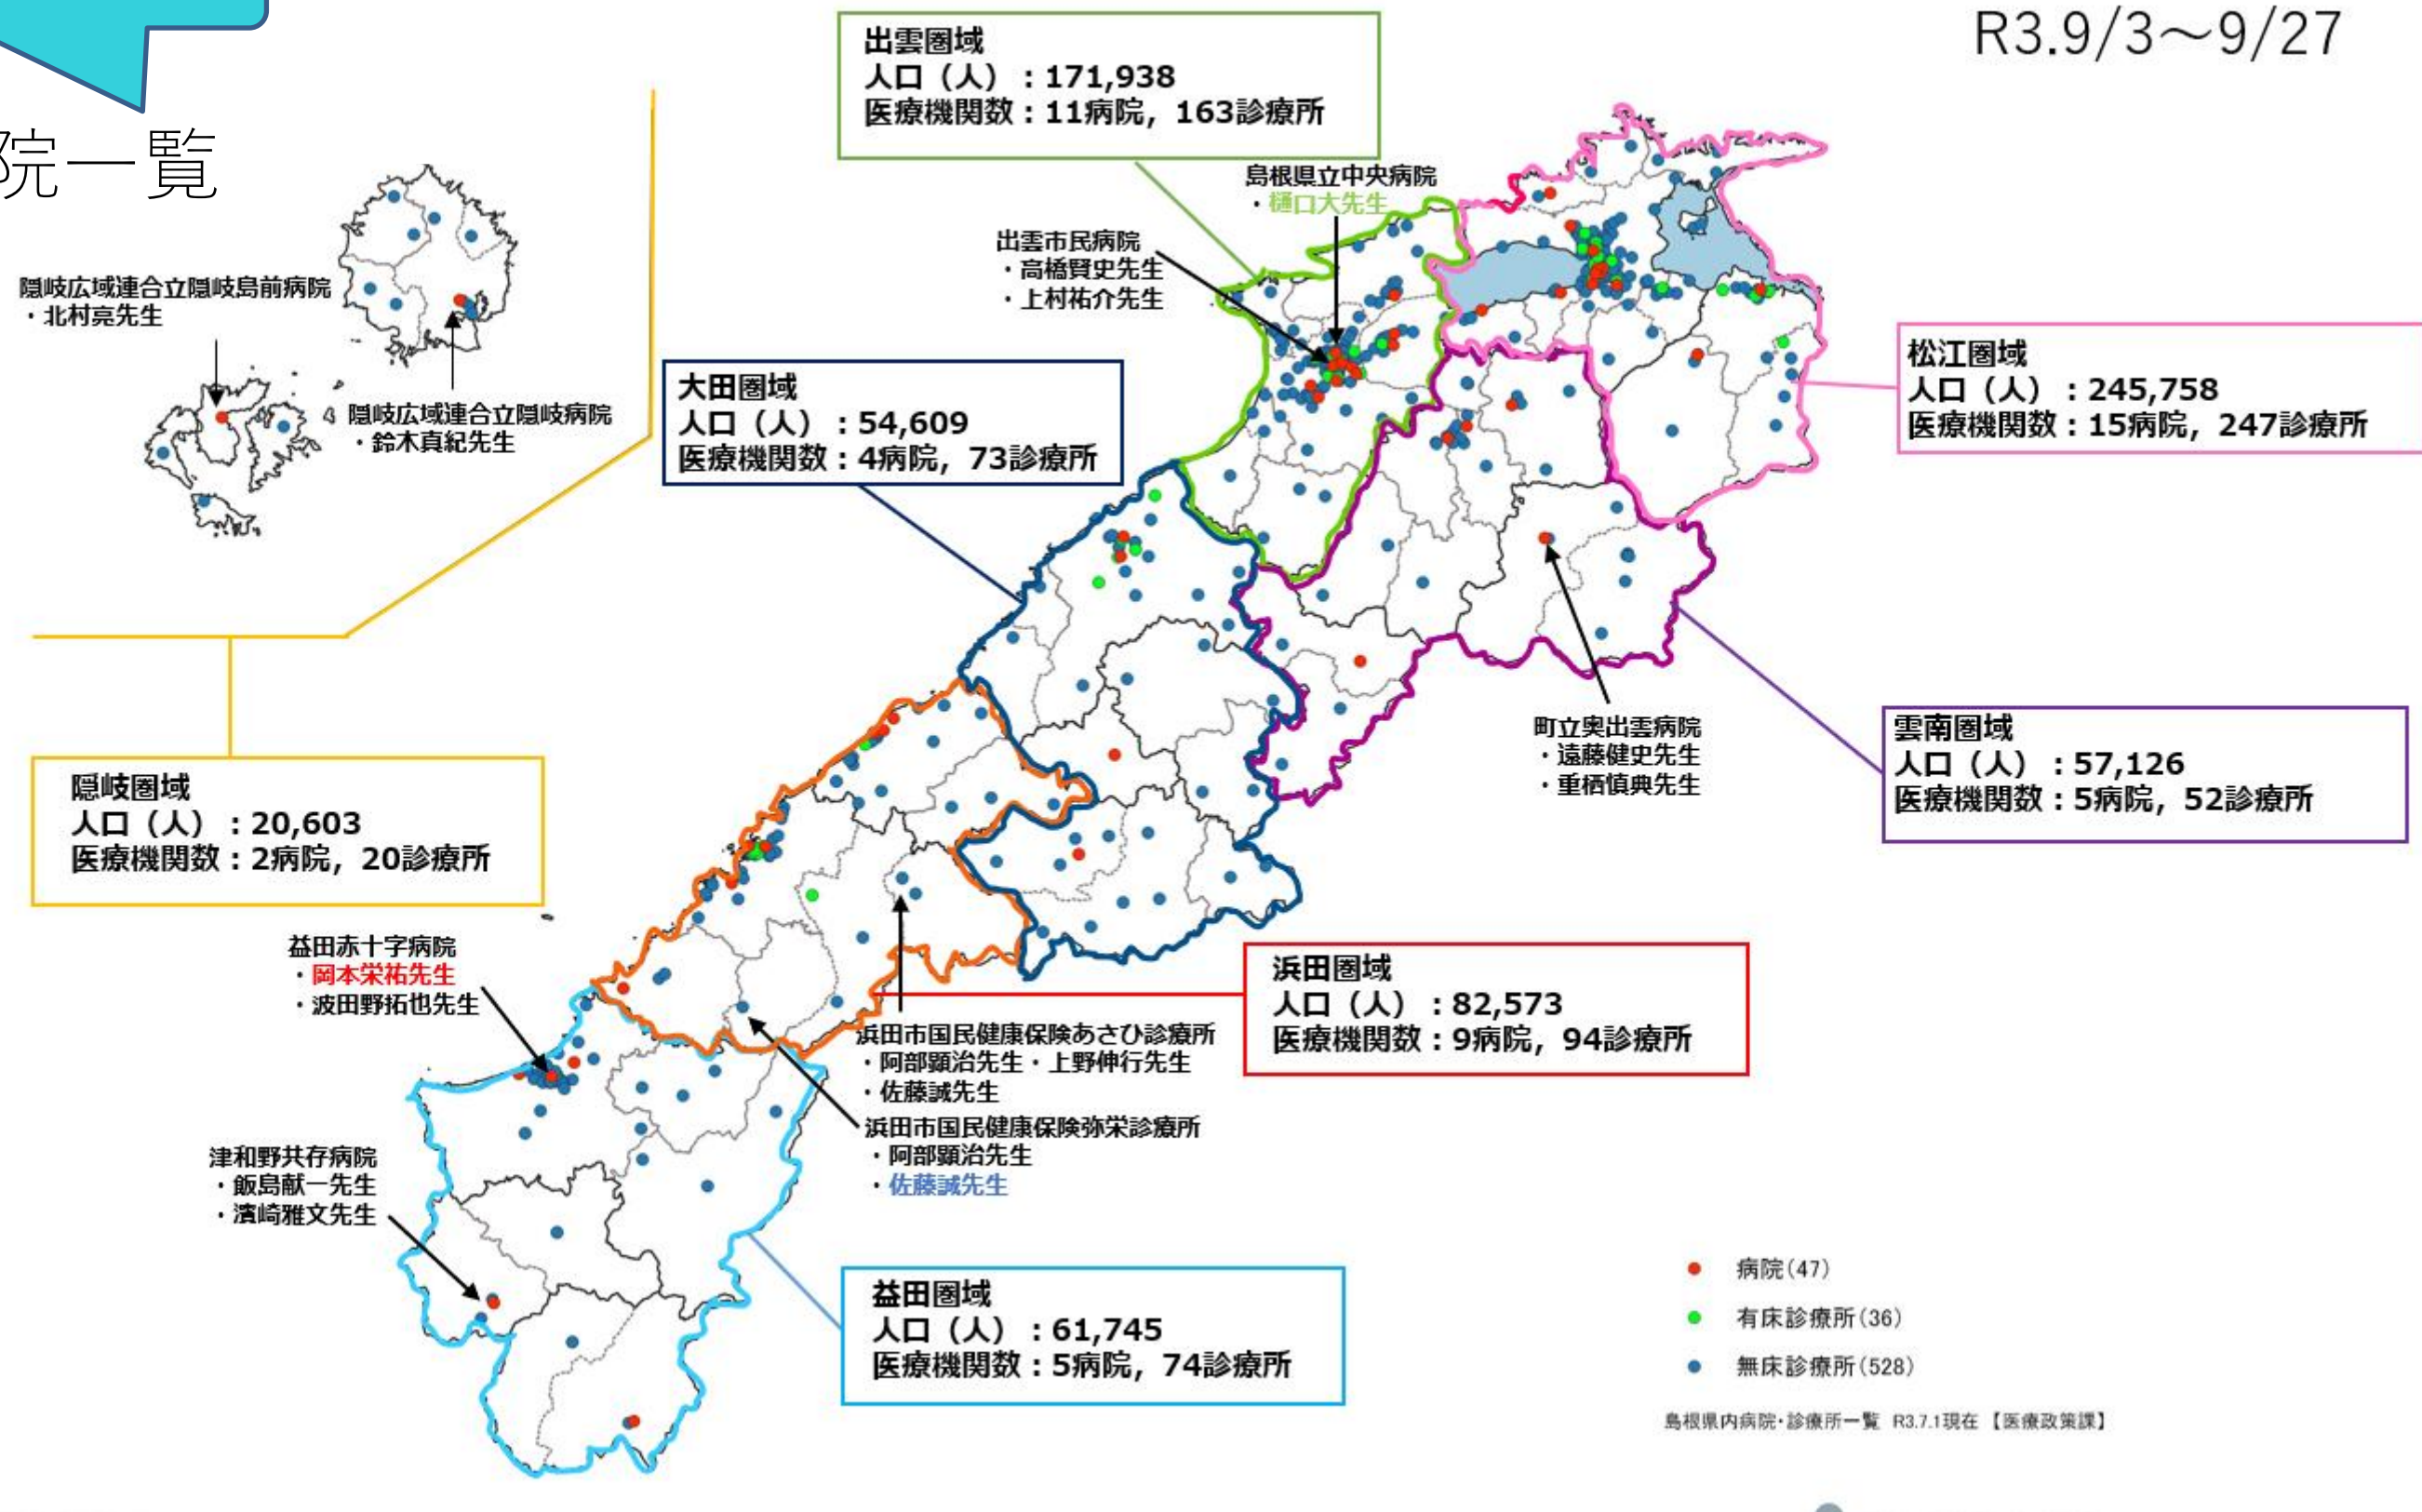 R3.9/3～9/27
院一覧
出雲圏域
人口（人）：171,938
医療機関数：11病院，163診療所
島根県立中央病院
・樋口大先生
出雲市民病院
・高橋賢史先生
・上村祐介先生
隠岐広域連合立隠岐島前病院
・北村亮先生
隠岐広域連合立隠岐病院
・鈴木真紀先生
大田圏域
人口（人）：54,609
医療機関数：4病院，73診療所
松江圏域
人口（人）：245,758
医療機関数：15病院，247診療所
町立奥出雲病院
・遠藤健史先生
・重栖慎典先生
雲南圏域
人口（人）：57,126
医療機関数：5病院，52診療所
隠岐圏域
人口（人）：20,603
医療機関数：2病院，20診療所
益田赤十字病院
・岡本栄祐先生
・波田野拓也先生
浜田圏域
人口（人）：82,573
医療機関数：9病院，94診療所
浜田市国民健康保険あさひ診療所
・阿部顕治先生・上野伸行先生
・佐藤誠先生
浜田市国民健康保険弥栄診療所
・阿部顕治先生
・佐藤誠先生
津和野共存病院
・飯島献一先生
・濱崎雅文先生
益田圏域
人口（人）：61,745
医療機関数：5病院，74診療所
病院(47)
有床診療所(36)
無床診療所(528)
島根県内病院・診療所一覧 R3.7.1現在 【医療政策課】